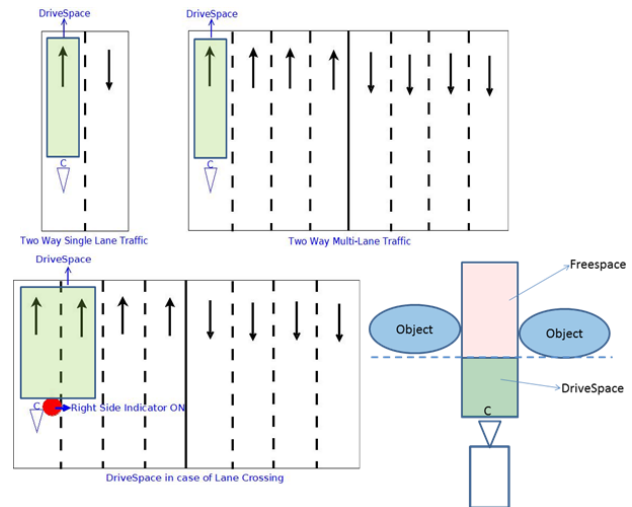 DriveSpace
C
Two Way Single Lane Traffic
DriveSpace
C
Two Way Multi-Lane Traffic
DriveSpace
C
Right Side Indicator ON
DriveSpace in case of Lane Crossing
Freespace
Object
Object
DriveSpace
C